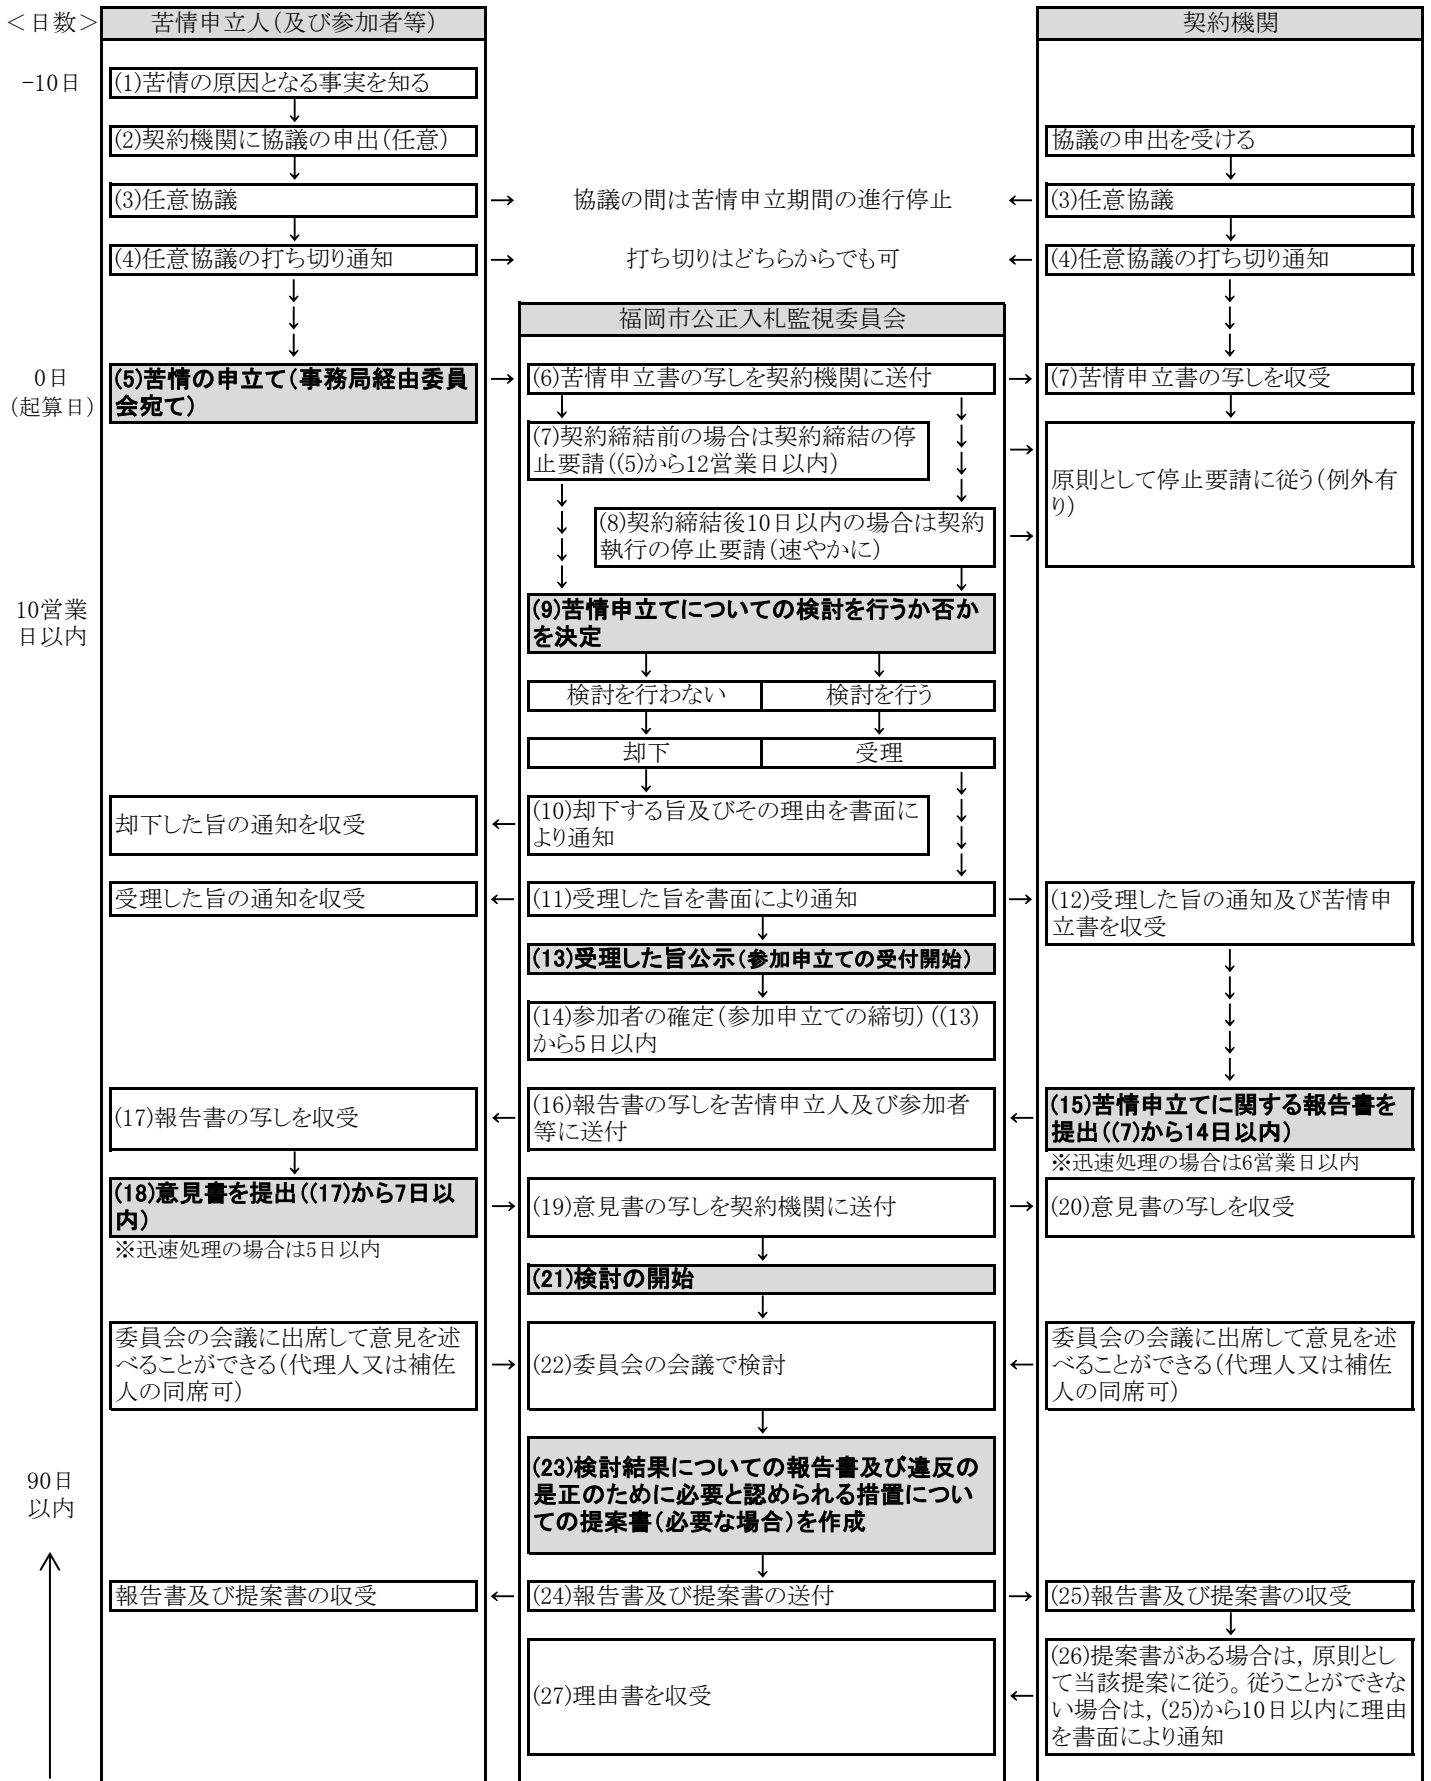 ＜日数＞
苦情申立人（及び参加者等）
契約機関
-10日
(1)苦情の原因となる事実を知る
(2)契約機関に協議の申出（任意）
協議の申出を受ける
(3)任意協議
→
協議の間は苦情申立期間の進行停止
←
(3)任意協議
(4)任意協議の打ち切り通知
→
打ち切りはどちらからでも可
←
(4)任意協議の打ち切り通知
福岡市公正入札監視委員会
0日
(起算日)
(5)苦情の申立て（事務局経由委員
会宛て）
(6)苦情申立書の写しを契約機関に送付
(7)苦情申立書の写しを収受
(7)契約締結前の場合は契約締結の停
止要請（(5)から12営業日以内）
原則として停止要請に従う（例外有
り）
(8)契約締結後10日以内の場合は契約
執行の停止要請（速やかに）
10営業
日以内
(9)苦情申立てについての検討を行うか否か
を決定
検討を行わない
検討を行う
却下
受理
却下した旨の通知を収受
(10)却下する旨及びその理由を書面に
より通知
受理した旨の通知を収受
(11)受理した旨を書面により通知
(12)受理した旨の通知及び苦情申
立書を収受
(13)受理した旨公示（参加申立ての受付開始）
(14)参加者の確定（参加申立ての締切）（(13)
から5日以内
(17)報告書の写しを収受
(16)報告書の写しを苦情申立人及び参加者
等に送付
(15)苦情申立てに関する報告書を
提出（(7)から14日以内）
※迅速処理の場合は6営業日以内
(18)意見書を提出（(17)から7日以
内）
※迅速処理の場合は5日以内
(19)意見書の写しを契約機関に送付
(20)意見書の写しを収受
(21)検討の開始
委員会の会議に出席して意見を述
べることができる（代理人又は補佐
人の同席可）
(22)委員会の会議で検討
委員会の会議に出席して意見を述
べることができる（代理人又は補佐
人の同席可）
90日
以内
(23)検討結果についての報告書及び違反の
是正のために必要と認められる措置につい
ての提案書（必要な場合）を作成
報告書及び提案書の収受
(24)報告書及び提案書の送付
(25)報告書及び提案書の収受
(27)理由書を収受
(26)提案書がある場合は，原則とし
て当該提案に従う。従うことができな
い場合は，(25)から10日以内に理由
を書面により通知